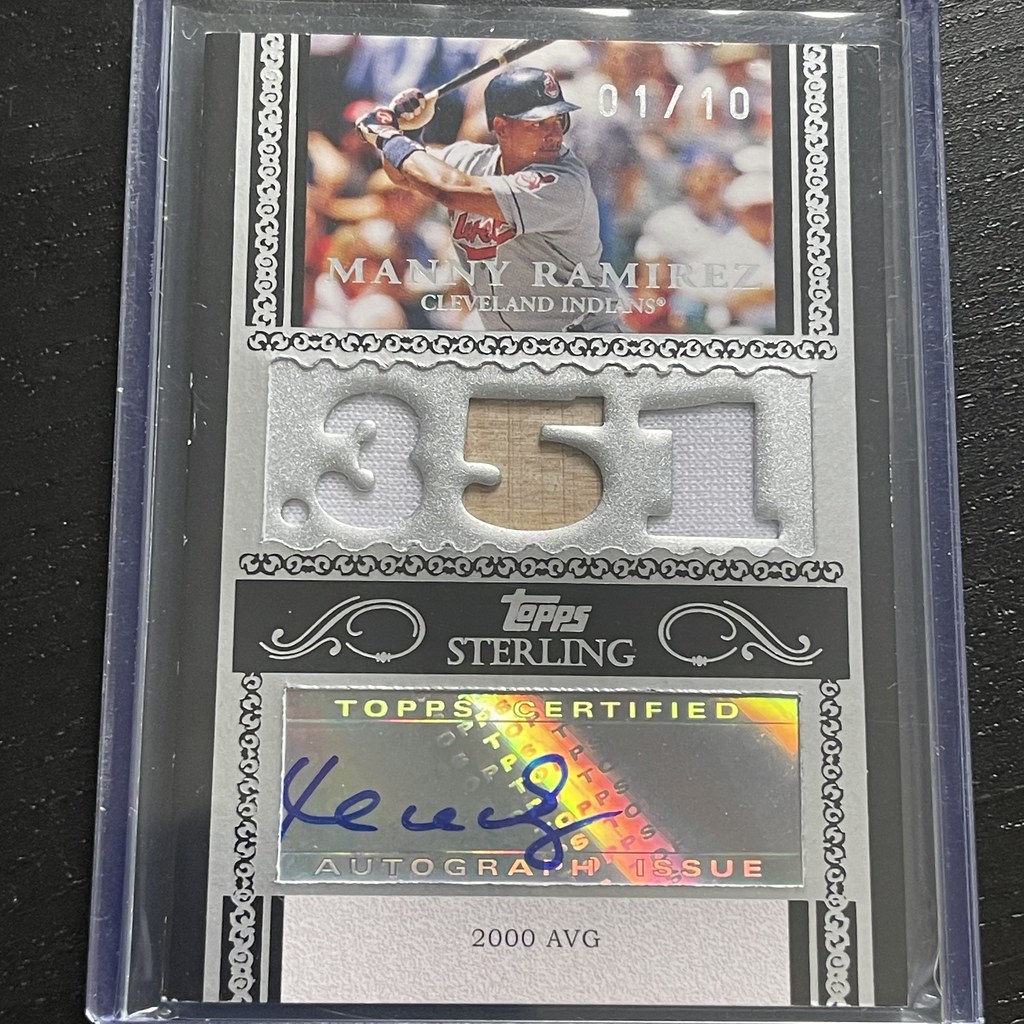 01/10
MANNY RAMIREZ
CLEVELAND INDIANS®
.351
TOPPS
STERLING
TOPPS CERTIFIED
AUTOGRAPH ISSUE
2000 AVG